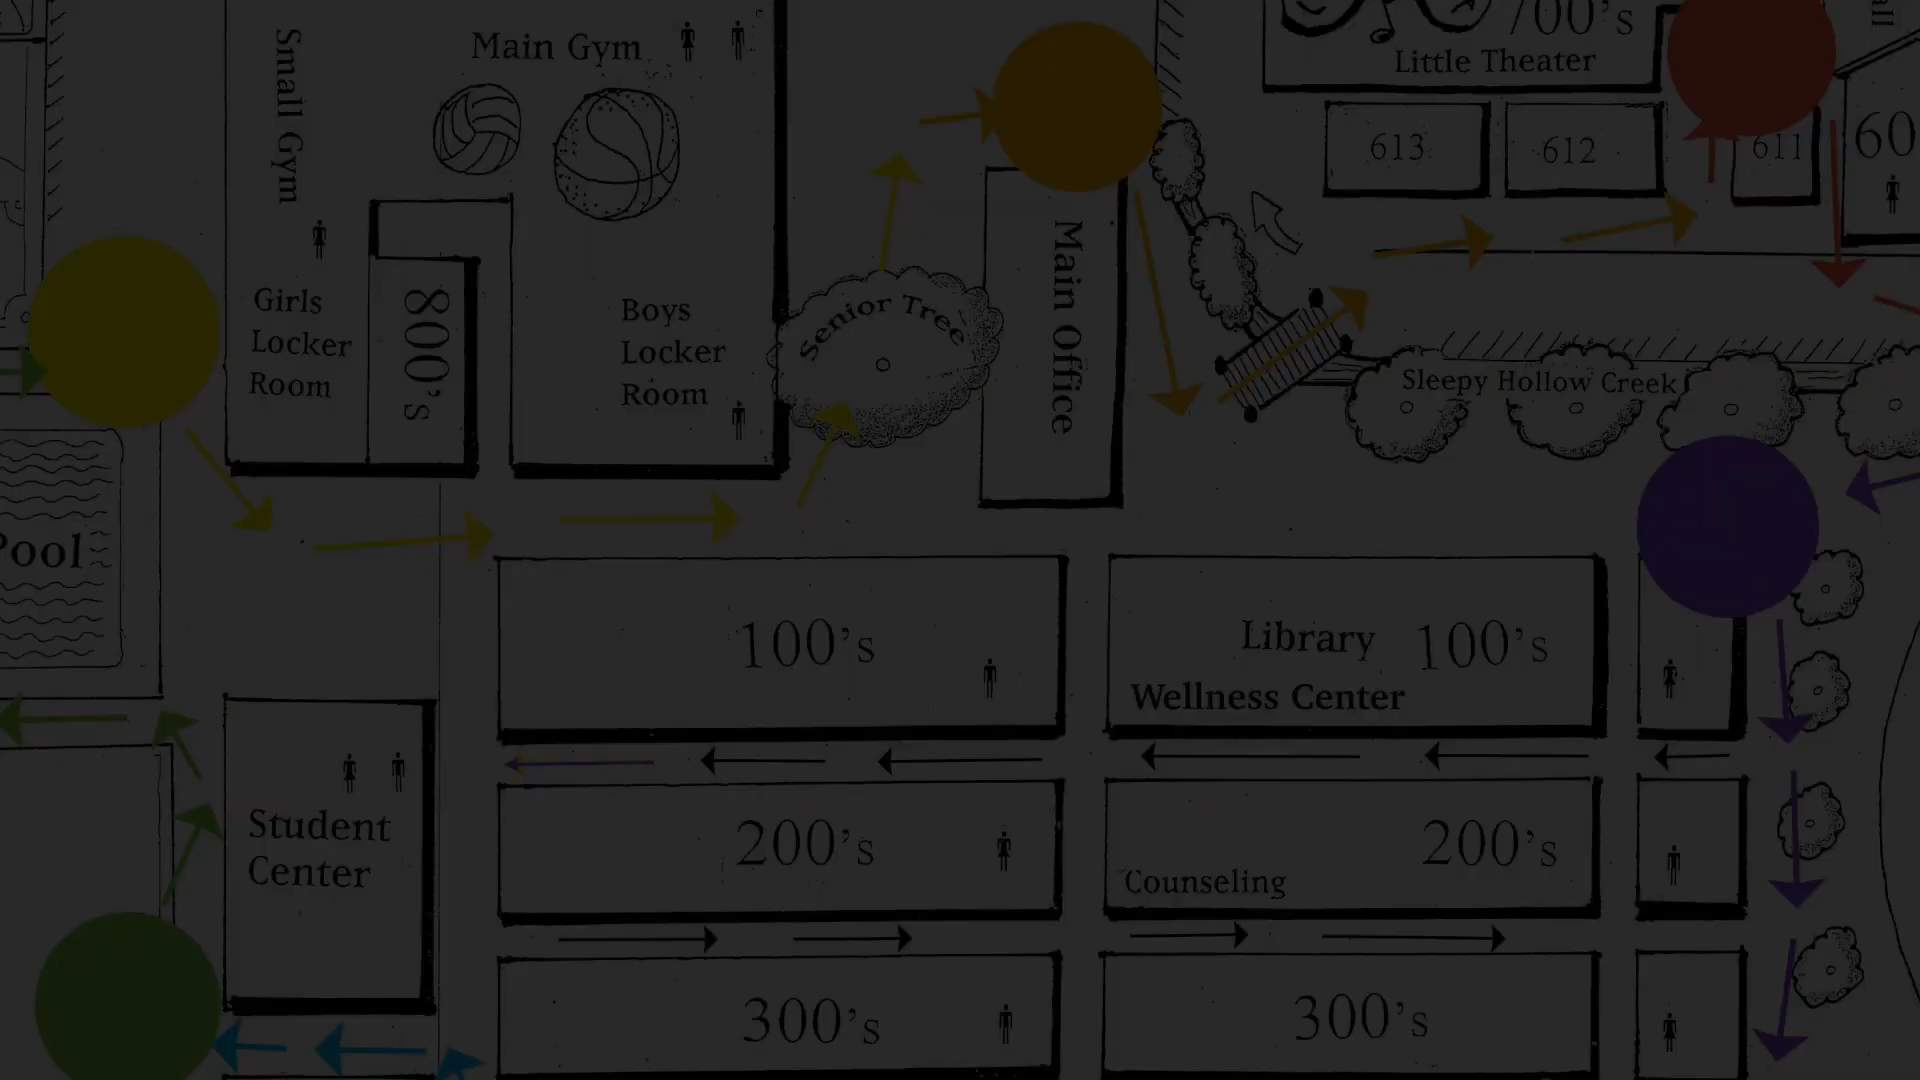 Small Gym
Main Gym
700's
Little Theater
613
612
611
60
Girls
Locker
Room
800's
Boys
Locker
Room
Senior Tree
Main Office
Sleepy Hollow Creek
Pool
100's
Library 100's
Wellness Center
Student
Center
200's
Counseling
200's
300's
300's